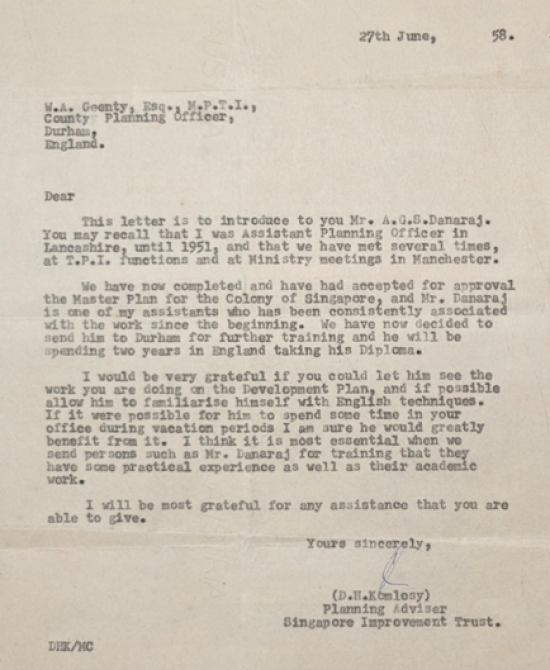 27th June, 58.
W.A. Geenty, Esq., M.P.T.I.,
County Planning Officer,
Durham,
England.
Dear
This letter is to introduce to you Mr. A.G.S.Danaraj.
You may recall that I was Assistant Planning Officer in
Lancashire, until 1951, and that we have met several times,
at T.P.I. functions and at Ministry meetings in Manchester.
We have now completed and have had accepted for approval
the Master Plan for the Colony of Singapore, and Mr. Danaraj
is one of my assistants who has been consistently associated
with the work since the beginning. We have now decided to
send him to Durham for further training and he will be
spending two years in England taking his Diploma.
I would be very grateful if you could let him see the
work you are doing on the Development Plan, and if possible
allow him to familiarise himself with English techniques.
If it were possible for him to spend some time in your
office during vacation periods I am sure he would greatly
benefit from it. I think it is most essential when we
send persons such as Mr. Danaraj for training that they
have some practical experience as well as their academic
work.
I will be most grateful for any assistance that you are
able to give.
Yours sincerely,
(D.H.Komlosy)
Planning Adviser
Singapore Improvement Trust.
DHK/MC